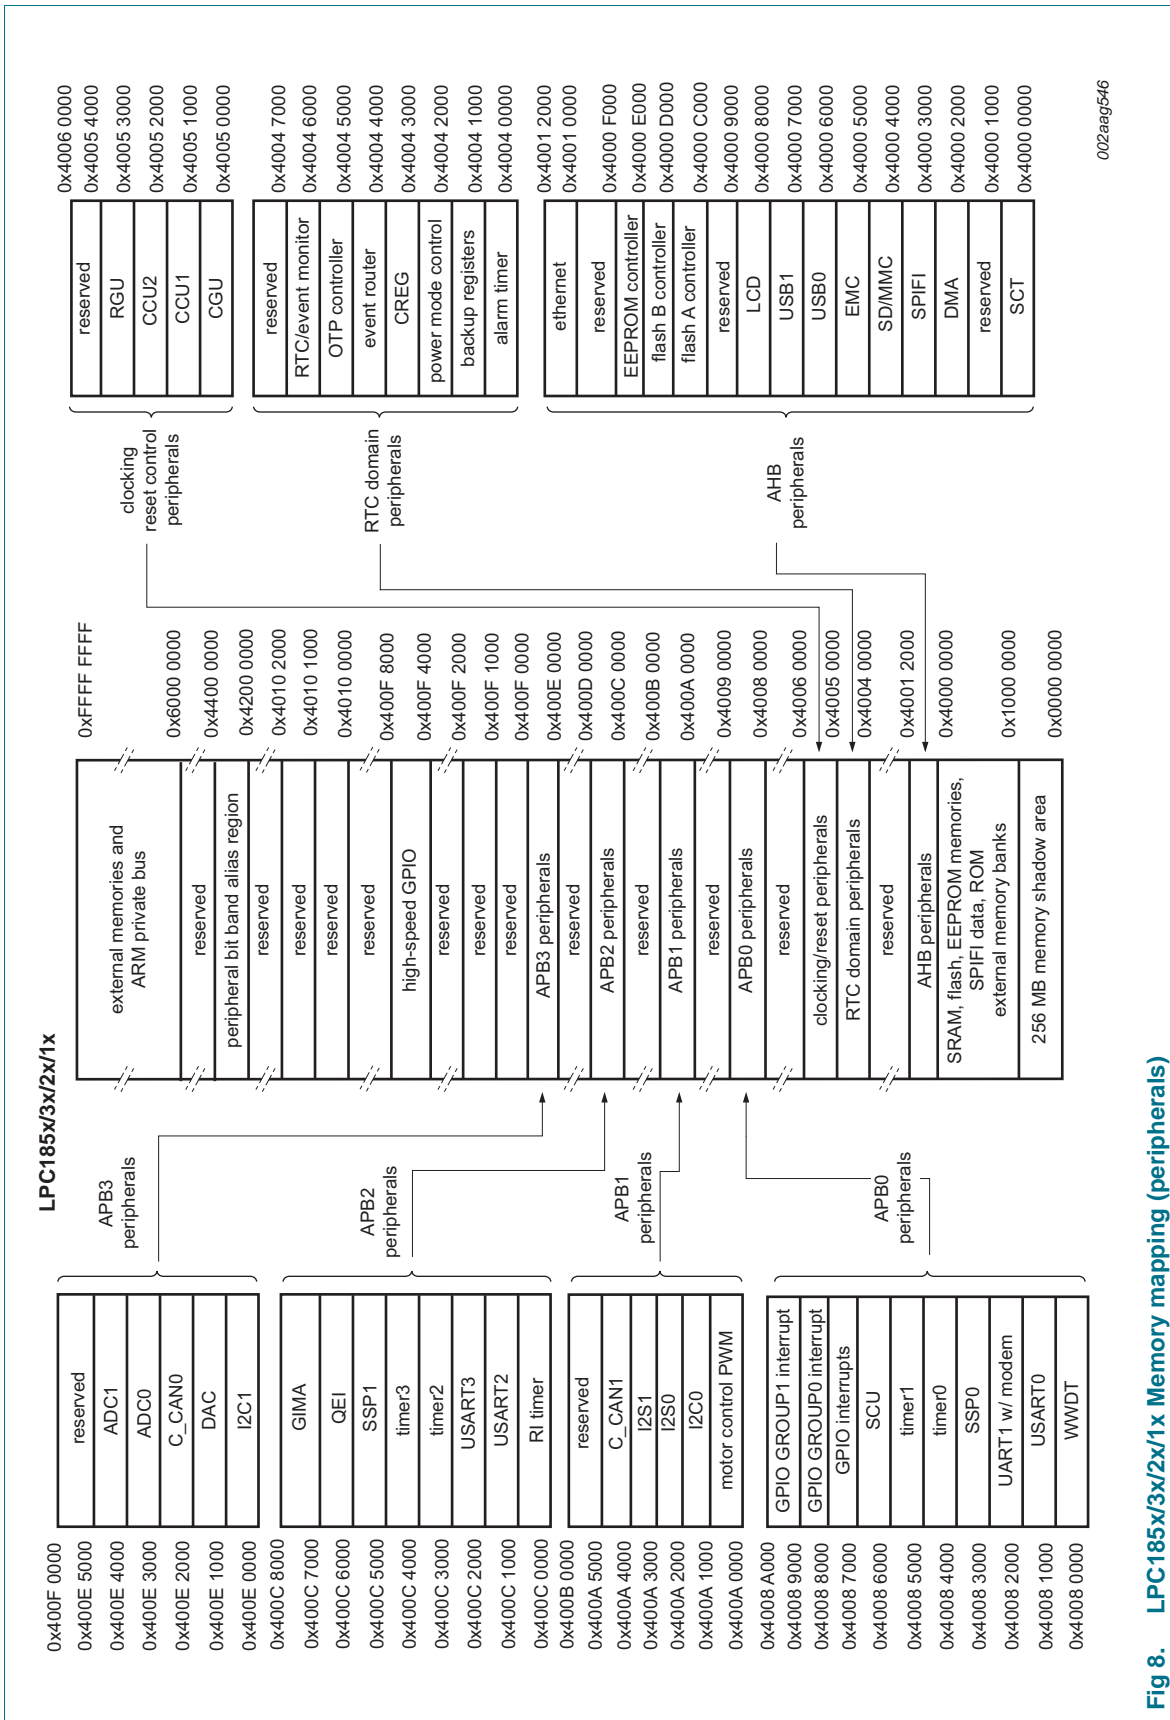 LPC185x/3x/2x/1x
0x400F 0000
reserved
0x400E 5000
ADC1
0x400E 4000
ADC0
0x400E 3000
C_CAN0
0x400E 2000
DAC
0x400E 1000
I2C1
0x400E 0000
APB3
peripherals
0x400C 8000
GIMA
0x400C 7000
QEI
0x400C 6000
SSP1
0x400C 5000
timer3
0x400C 4000
timer2
0x400C 3000
USART3
0x400C 2000
USART2
0x400C 1000
RI timer
0x400C 0000
APB2
peripherals
0x400B 0000
reserved
0x400A 5000
C_CAN1
0x400A 4000
I2S1
0x400A 3000
I2S0
0x400A 2000
I2C0
0x400A 1000
motor control PWM
0x400A 0000
APB1
peripherals
0x4008 A000
GPIO GROUP1 interrupt
0x4008 9000
GPIO GROUP0 interrupt
0x4008 8000
GPIO interrupts
0x4008 7000
SCU
0x4008 6000
timer1
0x4008 5000
timer0
0x4008 4000
SSP0
0x4008 3000
UART1 w/ modem
0x4008 2000
USART0
0x4008 1000
WWDT
0x4008 0000
APB0
peripherals
0xFFFF FFFF
external memories and
ARM private bus
0x6000 0000
reserved
0x4400 0000
peripheral bit band alias region
0x4200 0000
reserved
0x4010 2000
reserved
0x4010 1000
reserved
0x4010 0000
reserved
0x400F 8000
high-speed GPIO
0x400F 4000
reserved
0x400F 2000
reserved
0x400F 1000
reserved
0x400F 0000
APB3 peripherals
0x400E 0000
reserved
0x400D 0000
APB2 peripherals
0x400C 0000
reserved
0x400B 0000
APB1 peripherals
0x400A 0000
reserved
0x4009 0000
APB0 peripherals
0x4008 0000
reserved
0x4006 0000
clocking/reset peripherals
0x4005 0000
RTC domain peripherals
0x4004 0000
reserved
0x4001 2000
AHB peripherals
0x4000 0000
SRAM, flash, EEPROM memories,
SPIFI data, ROM
external memory banks
0x1000 0000
256 MB memory shadow area
0x0000 0000
clocking
reset control
peripherals
0x4006 0000
reserved
0x4005 4000
RGU
0x4005 3000
CCU2
0x4005 2000
CCU1
0x4005 1000
CGU
0x4005 0000
RTC domain
peripherals
reserved
0x4004 7000
RTC/event monitor
0x4004 6000
OTP controller
0x4004 5000
event router
0x4004 4000
CREG
0x4004 3000
power mode control
0x4004 2000
backup registers
0x4004 1000
alarm timer
0x4004 0000
AHB
peripherals
0x4001 2000
ethernet
0x4001 0000
reserved
0x4000 F000
EEPROM controller
0x4000 E000
flash B controller
0x4000 D000
flash A controller
0x4000 C000
reserved
0x4000 9000
LCD
0x4000 8000
USB1
0x4000 7000
USB0
0x4000 6000
EMC
0x4000 5000
SD/MMC
0x4000 4000
SPIFI
0x4000 3000
DMA
0x4000 2000
reserved
0x4000 1000
SCT
0x4000 0000
002aag546
Fig 8. LPC185x/3x/2x/1x Memory mapping (peripherals)